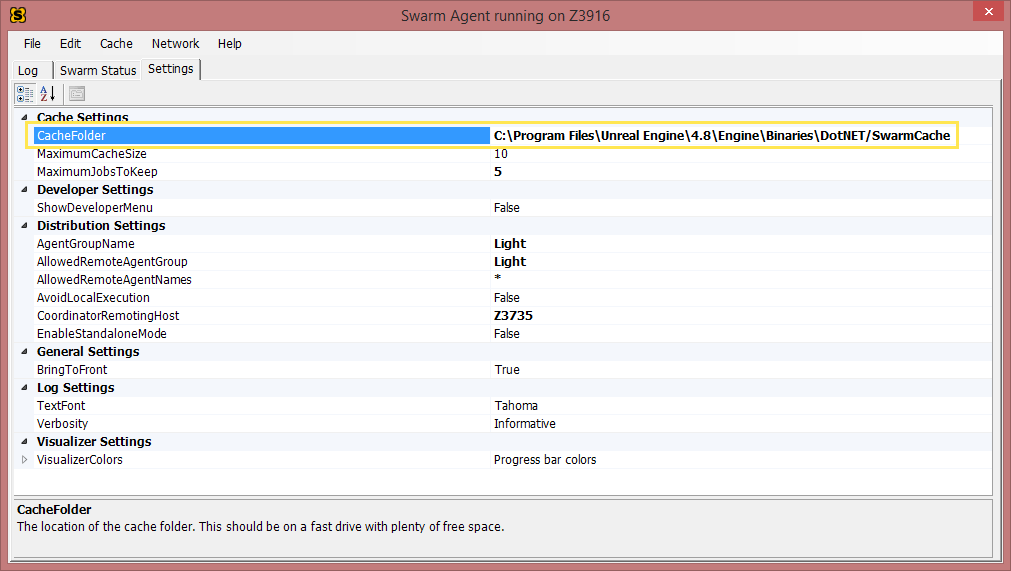 Swarm Agent running on Z3916
File Edit Cache Network Help
Log Swarm Status Settings
Cache Settings
CacheFolder C:\Program Files\Unreal Engine\4.8\Engine\Binaries\DotNET/SwarmCache
MaximumCacheSize 10
MaximumJobsToKeep 5
Developer Settings
ShowDeveloperMenu False
Distribution Settings
AgentGroupName Light
AllowedRemoteAgentGroup Light
AllowedRemoteAgentNames *
AvoidLocalExecution False
CoordinatorRemotingHost Z3735
EnableStandaloneMode False
General Settings
BringToFront True
Log Settings
TextFont Tahoma
Verbosity Informative
Visualizer Settings
VisualizerColors Progress bar colors
CacheFolder
The location of the cache folder. This should be on a fast drive with plenty of free space.